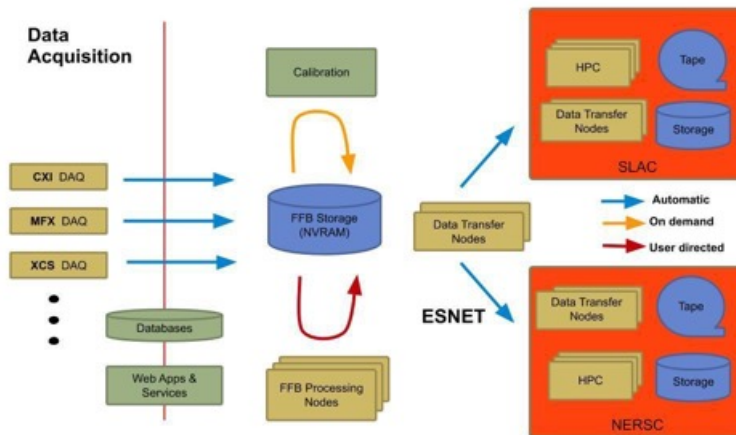 Data
Acquisition
CXI DAQ
MFX DAQ
XCS DAQ
Databases
Web Apps &
Services
Calibration
FFB Storage
(NVRAM)
FFB Processing
Nodes
Data Transfer
Nodes
ESNET
HPC
Tape
Data Transfer
Nodes
Storage
SLAC
Automatic
On demand
User directed
Data Transfer
Nodes
Tape
HPC
Storage
NERSC